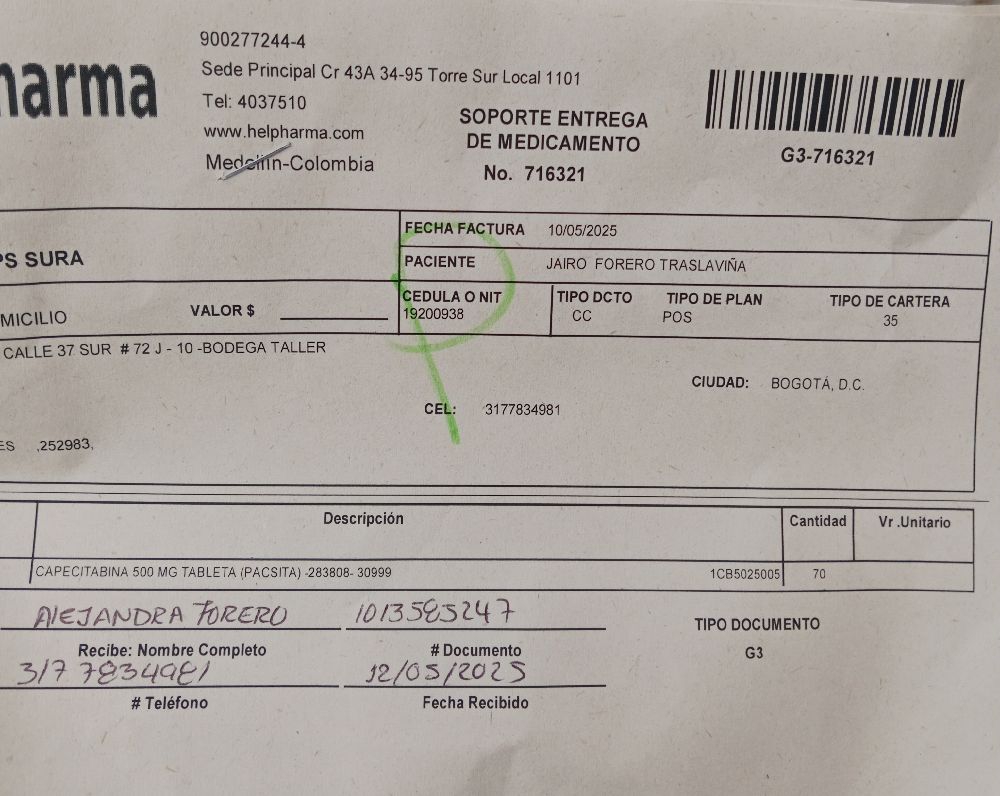 900277244-4
Sede Principal Cr 43A 34-95 Torre Sur Local 1101
Tel: 4037510
www.helpharma.com
Medellin-Colombia
harma
SOPORTE ENTREGA
DE MEDICAMENTO
No. 716321
G3-716321
PS SURA
FECHA FACTURA 10/05/2025
PACIENTE JAIRO FORERO TRASLAVIÑA
MICILIO VALOR $
CEDULA O NIT TIPO DCTO TIPO DE PLAN TIPO DE CARTERA
19200938 CC POS 35
CALLE 37 SUR # 72 J - 10 -BODEGA TALLER
CIUDAD: BOGOTÁ, D.C.
CEL: 3177834981
ES ,252983,
Descripción Cantidad Vr .Unitario
CAPECITABINA 500 MG TABLETA (PACSITA) -283808- 30999 1CB5025005 70
ALEJANDRA FORERO 1013585247
Recibe: Nombre Completo # Documento
TIPO DOCUMENTO
G3
317 7834981 12/05/2025
# Teléfono Fecha Recibido